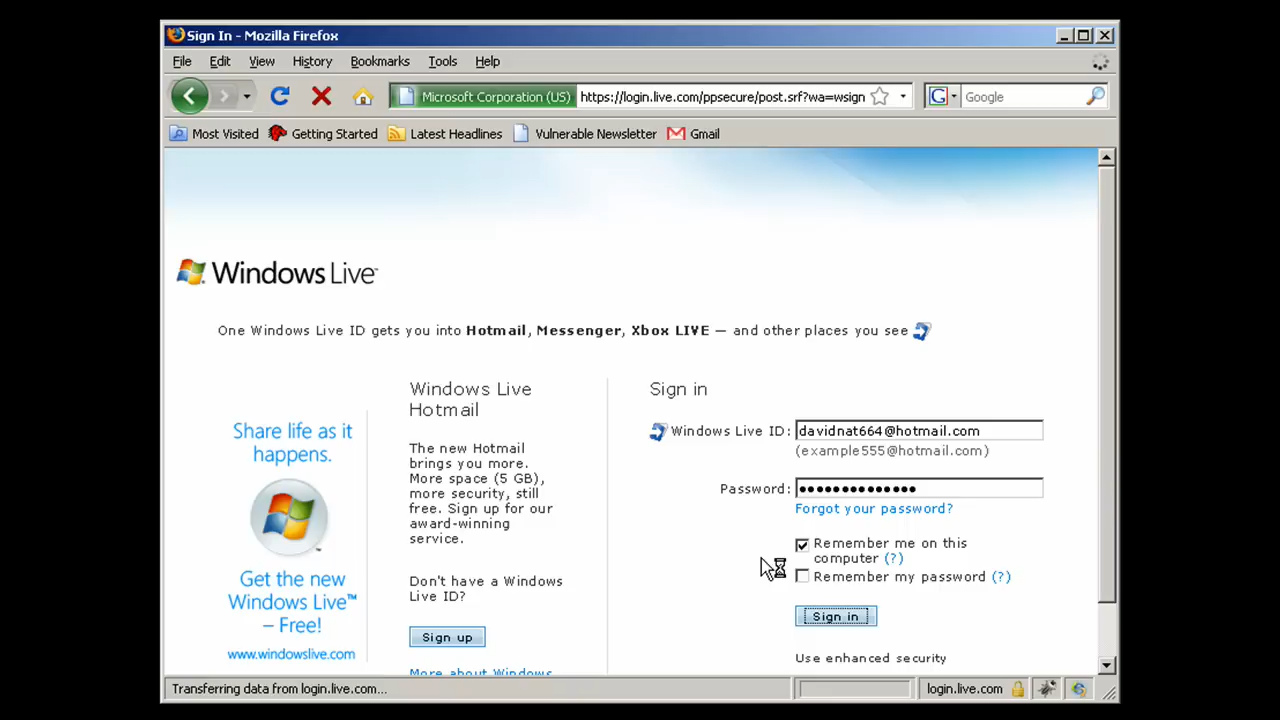 Sign In - Mozilla Firefox
File Edit View History Bookmarks Tools Help
Microsoft Corporation (US) https://login.live.com/ppsecure/post.srf?wa=wsign
G Google
Most Visited Getting Started Latest Headlines Vulnerable Newsletter Gmail
Windows Live™
One Windows Live ID gets you into Hotmail, Messenger, Xbox LIVE — and other places you see
Share life as it
happens.
Get the new
Windows Live™
– Free!
www.windowslive.com
Windows Live
Hotmail
The new Hotmail
brings you more.
More space (5 GB),
more security, still
free. Sign up for our
award-winning
service.
Don't have a Windows
Live ID?
Sign up
More about Windows
Sign in
Windows Live ID: davidnat664@hotmail.com
(example555@hotmail.com)
Password: ••••••••••••••
Forgot your password?
Remember me on this
computer (?)
Remember my password (?)
Sign in
Use enhanced security
Transferring data from login.live.com...
login.live.com